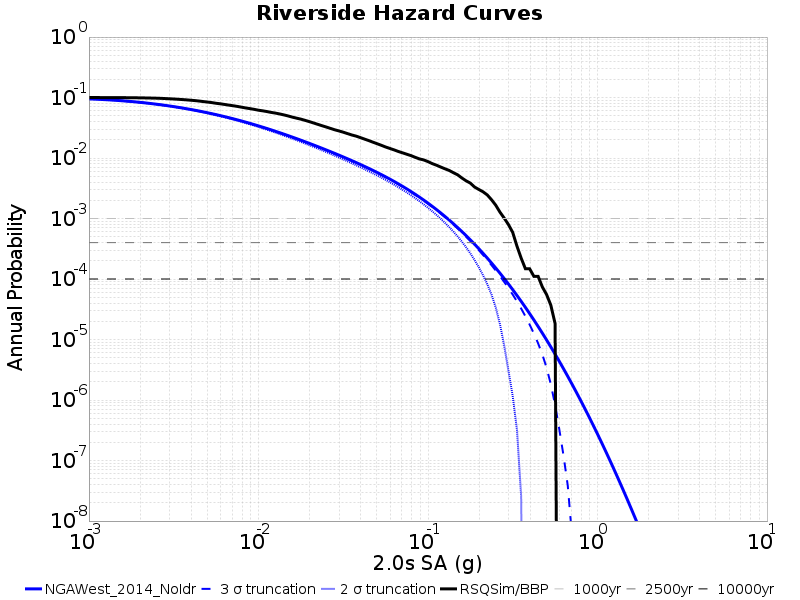 Riverside Hazard Curves
10^0
10^-1
10^-2
10^-3
10^-4
10^-5
10^-6
10^-7
10^-8
Annual Probability
10^-3 10^-2 10^-1 10^0 10^1
2.0s SA (g)
NGAWest_2014_NoIdr 3 σ truncation 2 σ truncation RSQSim/BBP 1000yr 2500yr 10000yr